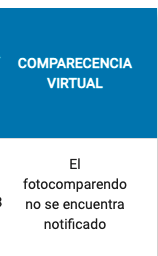 COMPARECENCIA
VIRTUAL
El
fotocomparendo
no se encuentra
notificado